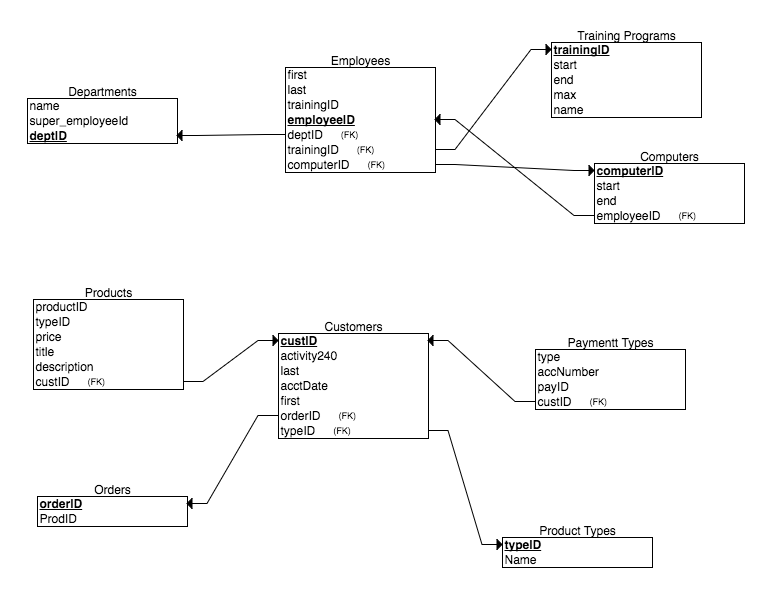 Training Programs
trainingID
start
end
max
name
Employees
first
last
trainingID
employeeID
deptID (FK)
trainingID (FK)
computerID (FK)
Departments
name
super_employeeId
deptID
Computers
computerID
start
end
employeeID (FK)
Products
productID
typeID
price
title
description
custID (FK)
Customers
custID
activity240
last
acctDate
first
orderID (FK)
typeID (FK)
Paymentt Types
type
accNumber
payID
custID (FK)
Orders
orderID
ProdID
Product Types
typeID
Name